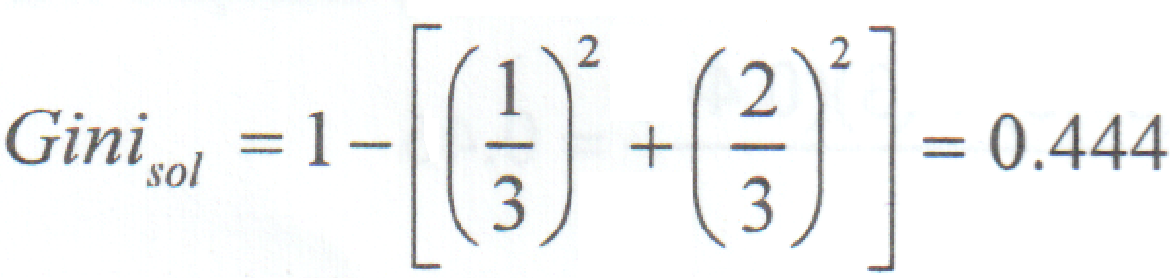 Gini_sol = 1 − [(1/3)² + (2/3)²] = 0.444